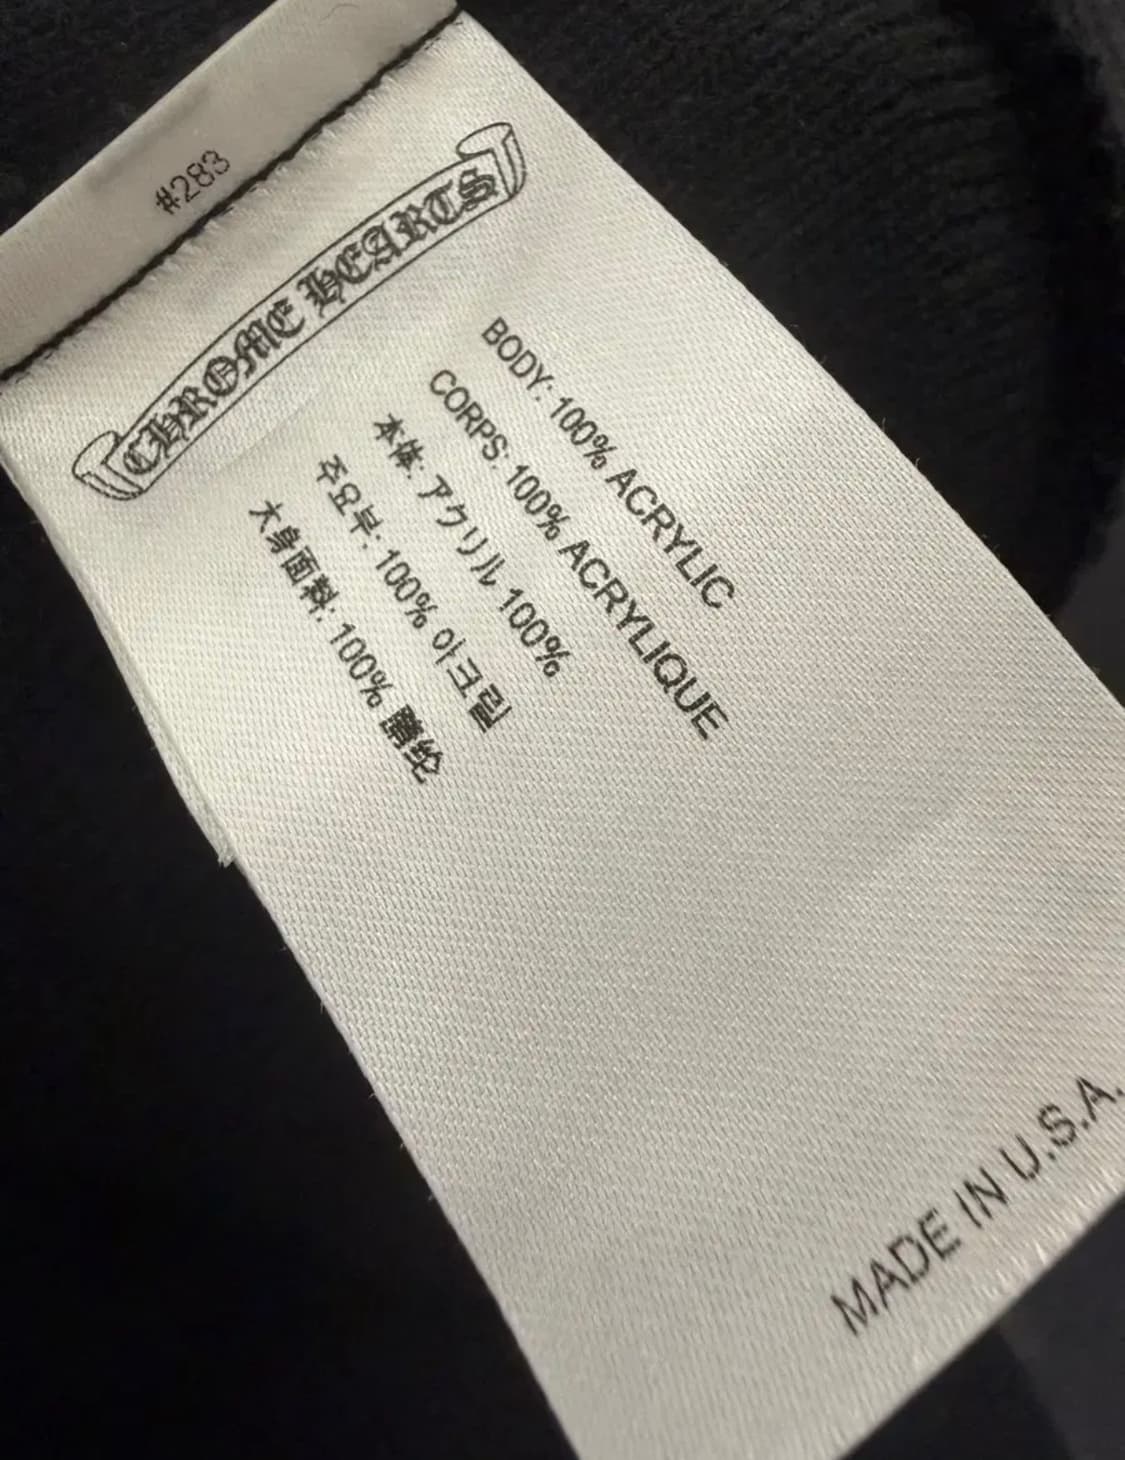 #283
CHROME HEARTS
BODY: 100% ACRYLIC
CORPS: 100% ACRYLIQUE
本体: アクリル 100%
주요부: 100% 아크릴
大身面料: 100% 腈纶
MADE IN U.S.A.